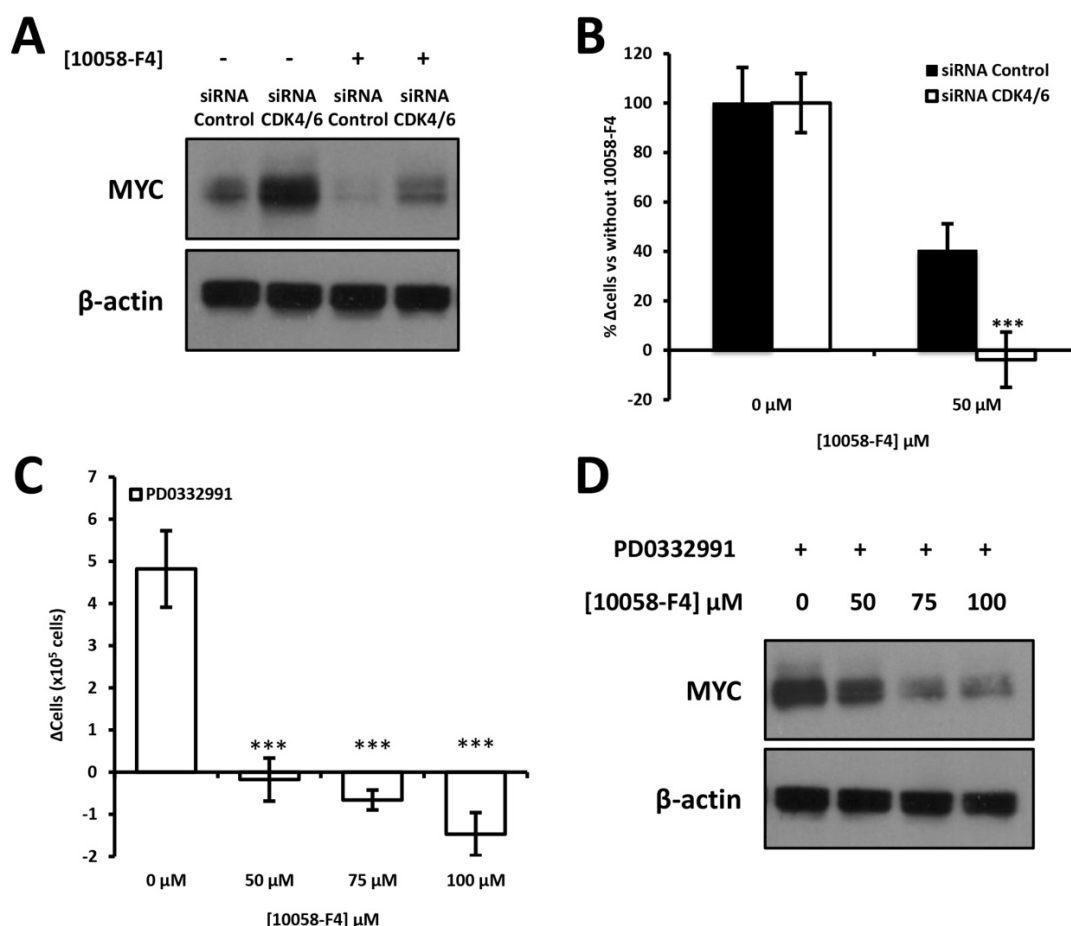 A
[10058-F4] - - + +
siRNA Control siRNA CDK4/6 siRNA Control siRNA CDK4/6
MYC
β-actin
B
120
100
80
60
40
20
0
-20
% Δcells vs without 10058-F4
siRNA Control
siRNA CDK4/6
***
0 μM 50 μM
[10058-F4] μM
C
7
6
5
4
3
2
1
0
-1
-2
ΔCells (x10⁵ cells)
PD0332991
*** *** ***
0 μM 50 μM 75 μM 100 μM
[10058-F4] μM
D
PD0332991 + + + +
[10058-F4] μM 0 50 75 100
MYC
β-actin